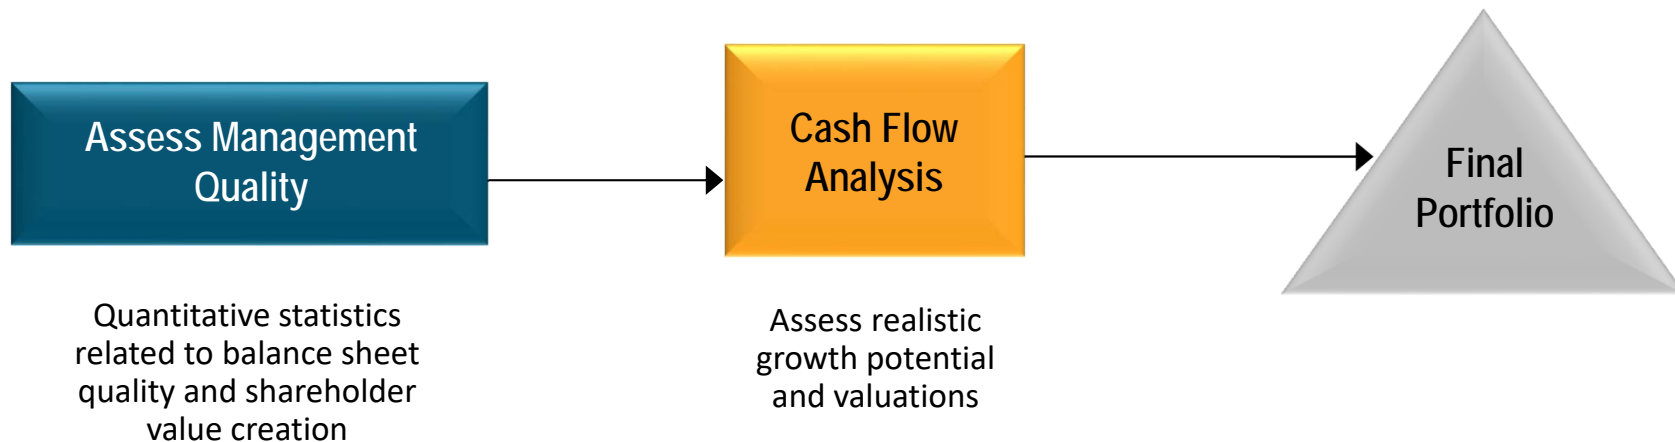 Assess Management
Quality
Quantitative statistics
related to balance sheet
quality and shareholder
value creation
Cash Flow
Analysis
Assess realistic
growth potential
and valuations
Final
Portfolio